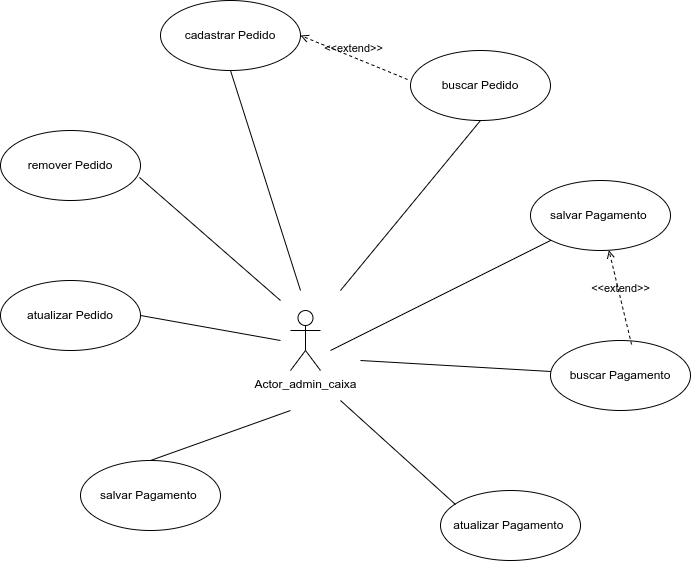 cadastrar Pedido
<<extend>>
buscar Pedido
remover Pedido
salvar Pagamento
<<extend>>
atualizar Pedido
buscar Pagamento
Actor_admin_caixa
salvar Pagamento
atualizar Pagamento